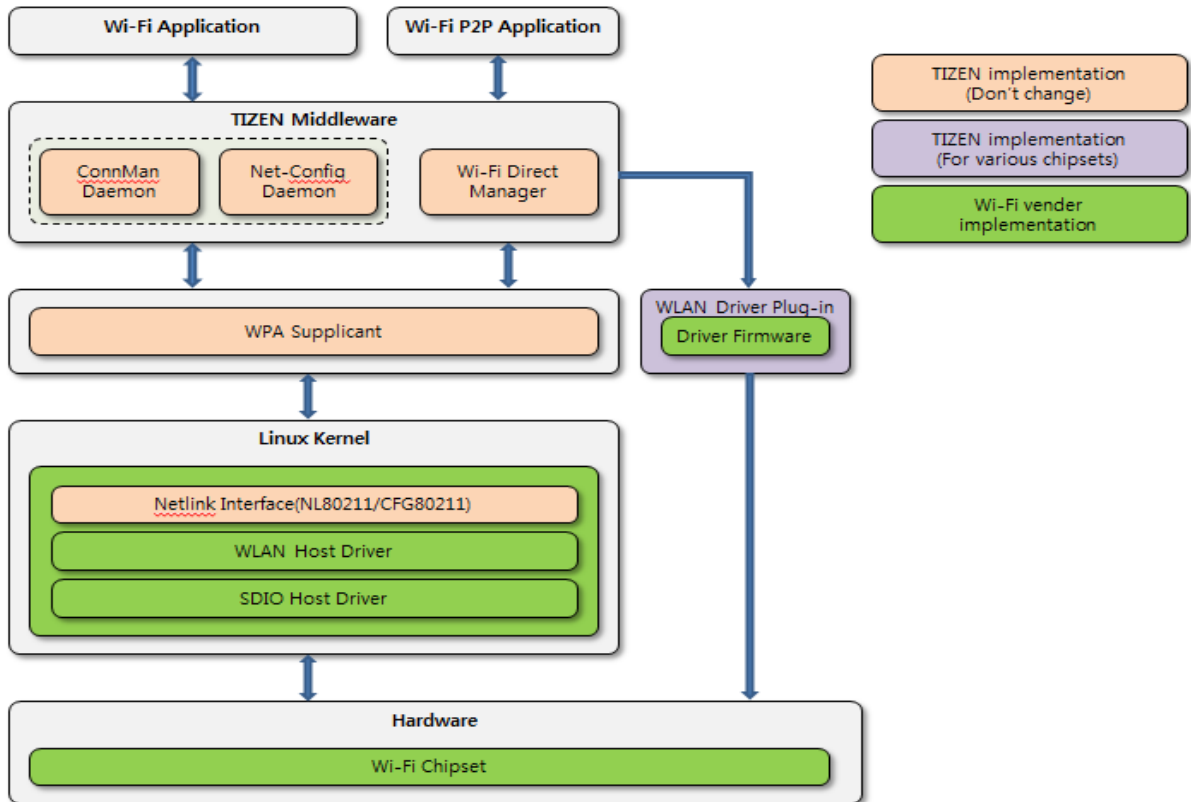 Wi-Fi Application
Wi-Fi P2P Application
TIZEN Middleware
ConnMan
Daemon
Net-Config
Daemon
Wi-Fi Direct
Manager
WPA Supplicant
WLAN Driver Plug-in
Driver Firmware
Linux Kernel
Netlink Interface(NL80211/CFG80211)
WLAN Host Driver
SDIO Host Driver
Hardware
Wi-Fi Chipset
TIZEN implementation
(Don't change)
TIZEN implementation
(For various chipsets)
Wi-Fi vender
implementation